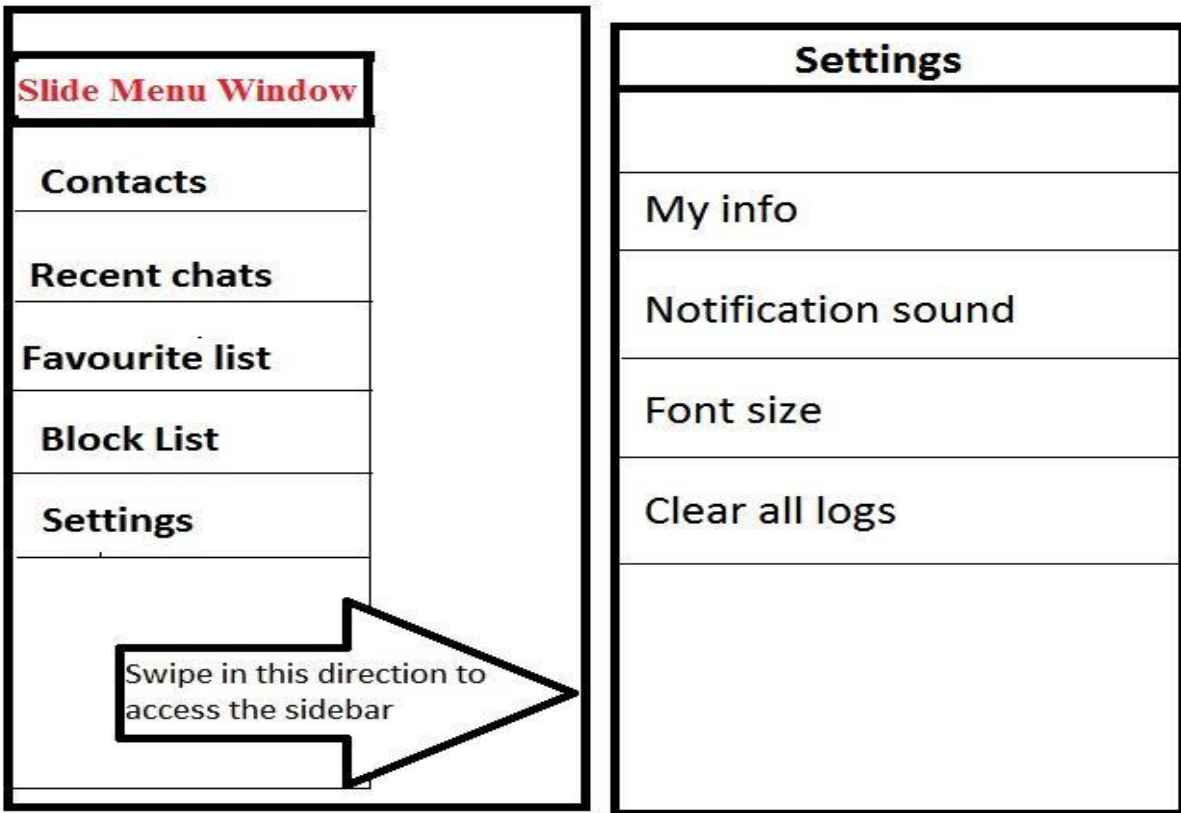 Slide Menu Window
Contacts
Recent chats
Favourite list
Block List
Settings
Swipe in this direction to
access the sidebar
Settings
My info
Notification sound
Font size
Clear all logs